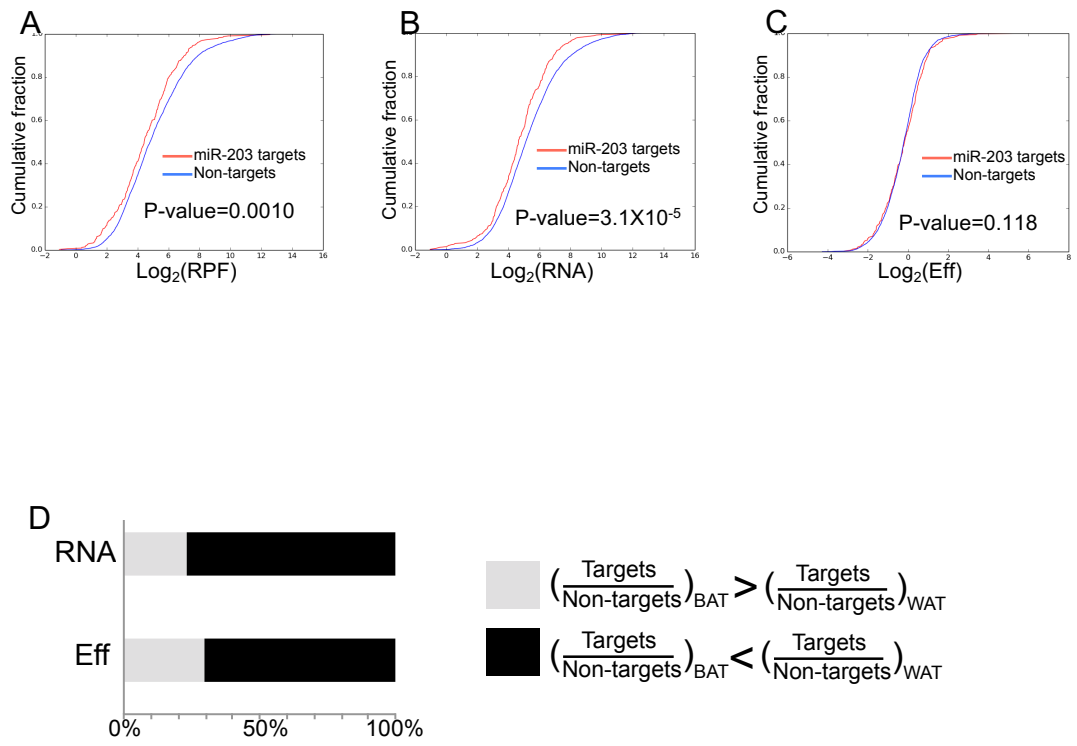 A
Cumulative fraction
1.0
0.8
0.6
0.4
0.2
0.0
miR-203 targets
Non-targets
P-value=0.0010
−2 0 2 4 6 8 10 12 14 16
Log₂(RPF)
B
Cumulative fraction
1.0
0.8
0.6
0.4
0.2
0.0
miR-203 targets
Non-targets
P-value=3.1X10⁻⁵
−2 0 2 4 6 8 10 12 14 16
Log₂(RNA)
C
Cumulative fraction
1.0
0.8
0.6
0.4
0.2
0.0
miR-203 targets
Non-targets
P-value=0.118
−6 −4 −2 0 2 4 6 8
Log₂(Eff)
D
RNA
Eff
0% 50% 100%
(Targets/Non-targets)BAT > (Targets/Non-targets)WAT
(Targets/Non-targets)BAT < (Targets/Non-targets)WAT